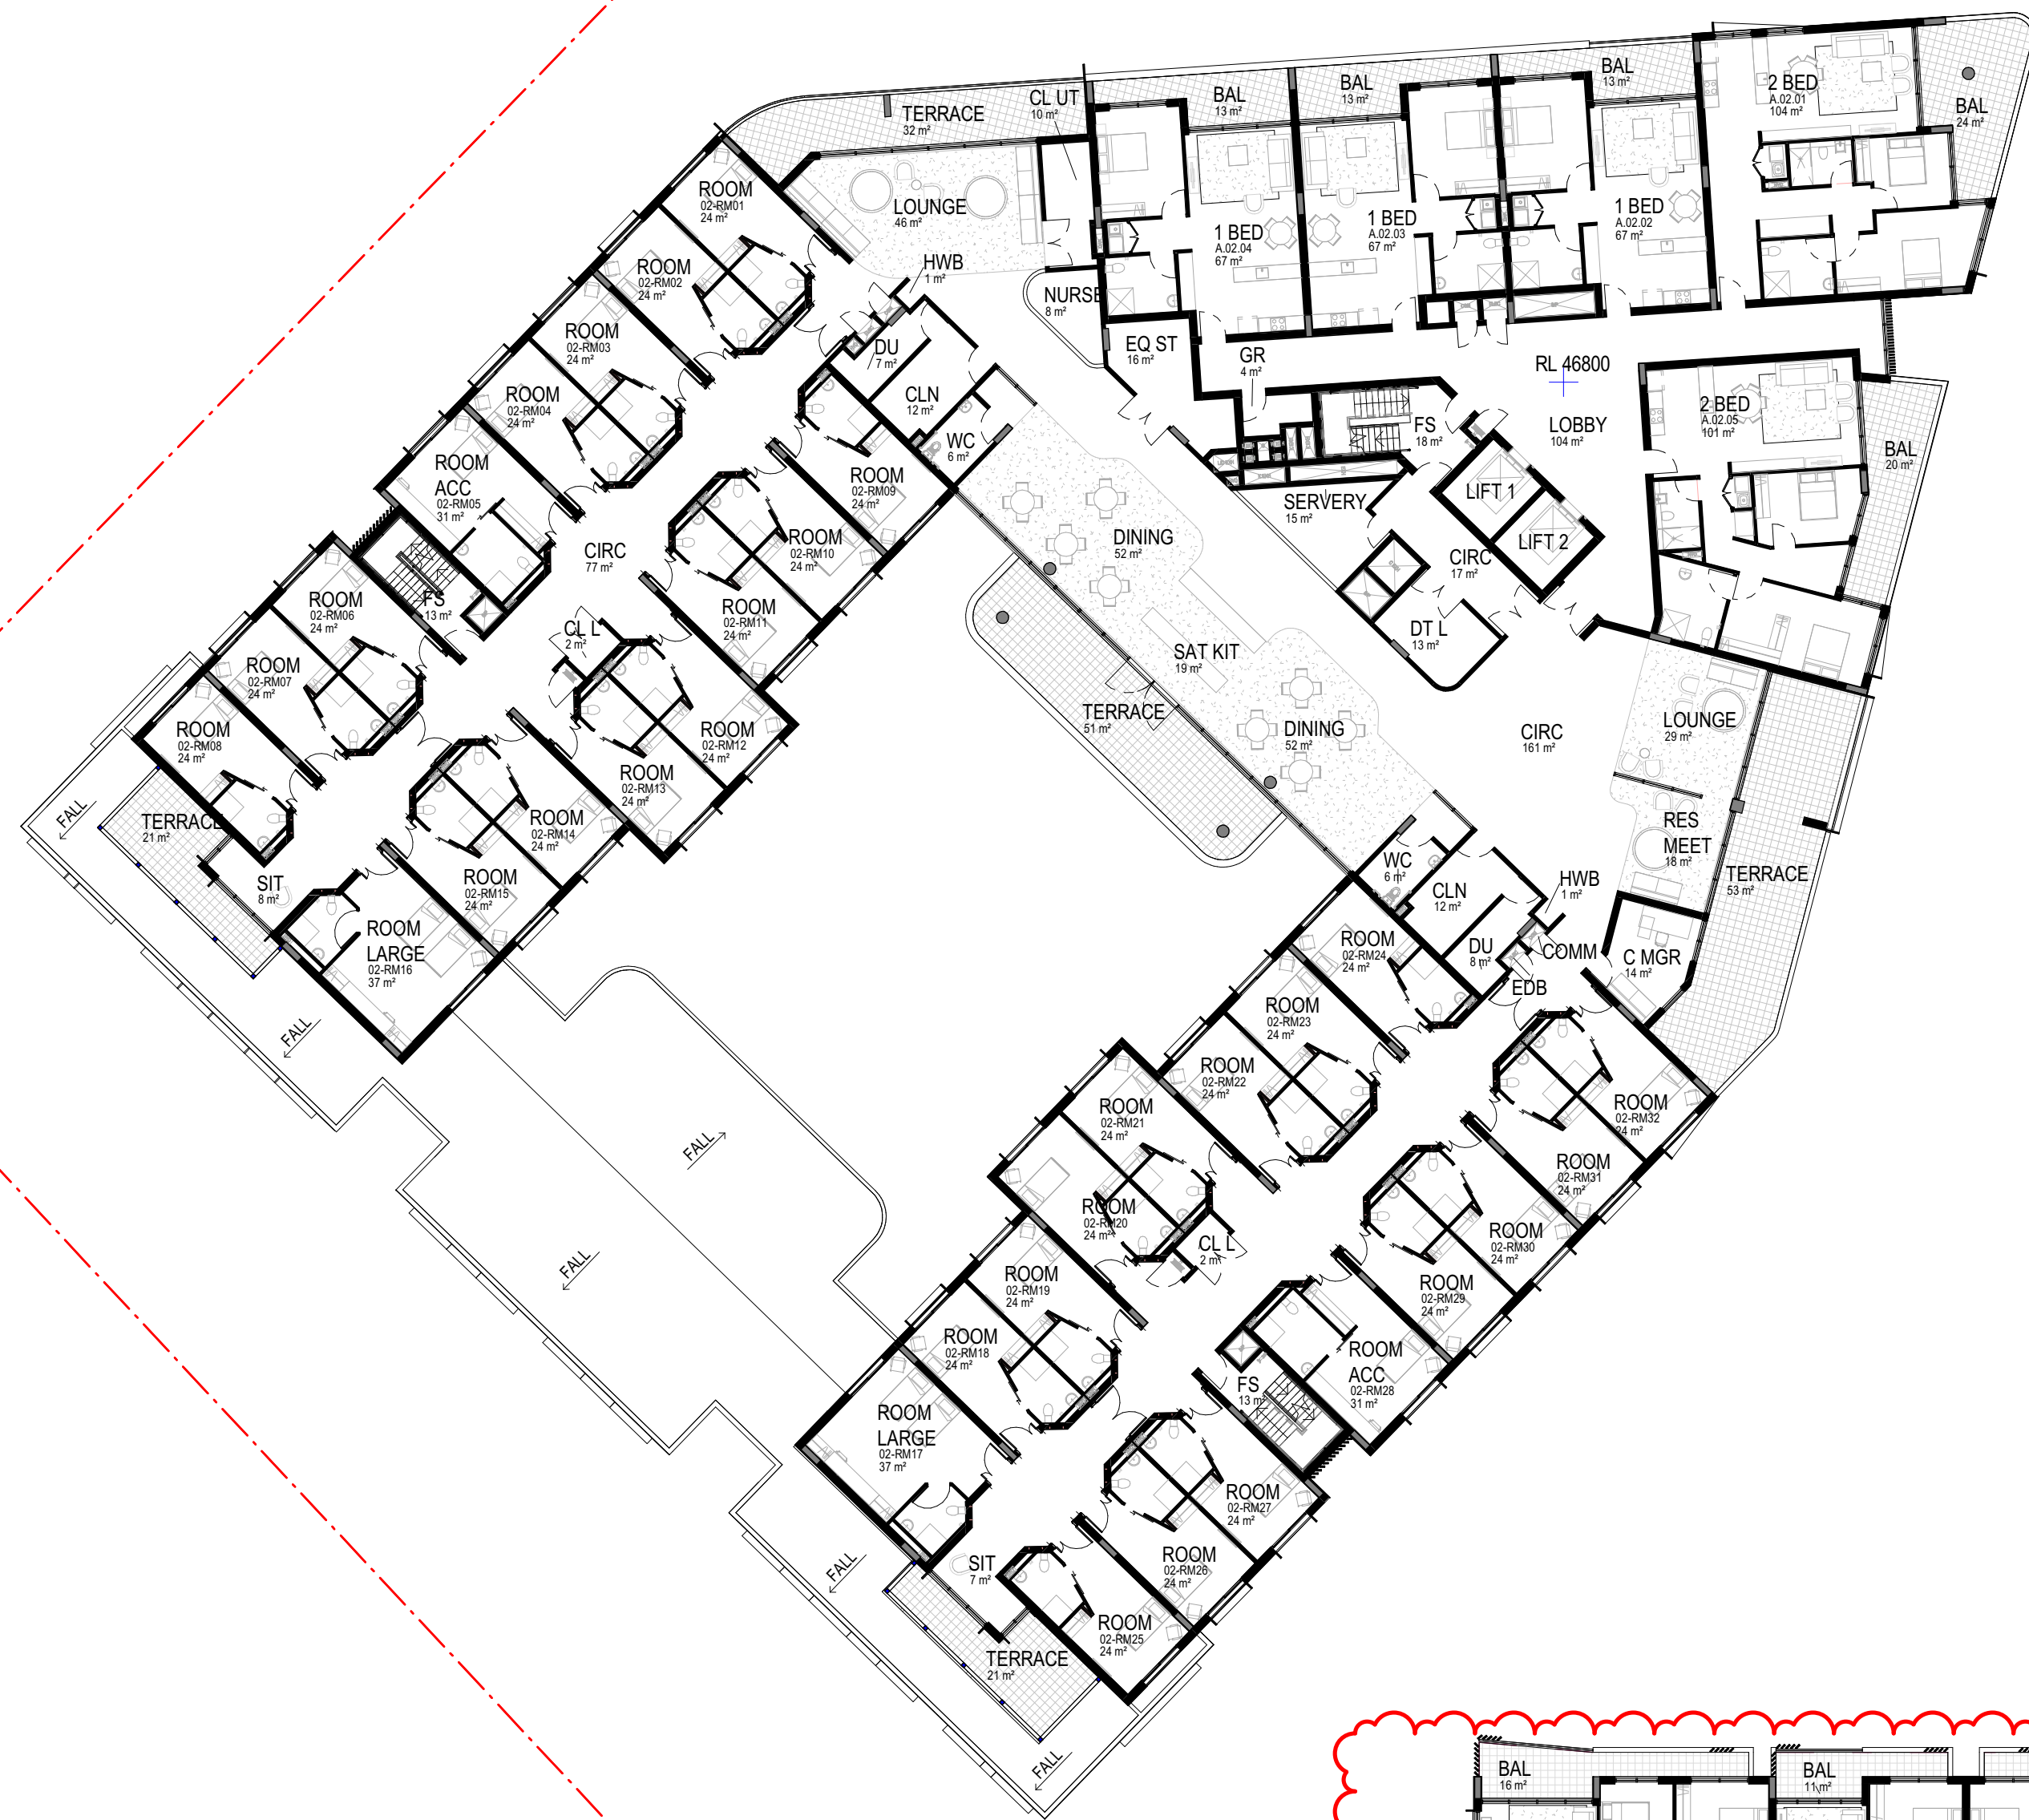 CL UT
10 m²
TERRACE
32 m²
BAL
13 m²
BAL
13 m²
BAL
13 m²
2 BED
A.02.01
104 m²
BAL
24 m²
ROOM
02-RM01
24 m²
LOUNGE
46 m²
1 BED
A.02.04
67 m²
1 BED
A.02.03
67 m²
1 BED
A.02.02
67 m²
ROOM
02-RM02
24 m²
HWB
1 m²
NURSE
8 m²
ROOM
02-RM03
24 m²
DU
7 m²
EQ ST
16 m²
GR
4 m²
RL 46800
ROOM
02-RM04
24 m²
CLN
12 m²
WC
6 m²
FS
18 m²
LOBBY
104 m²
2 BED
A.02.05
101 m²
BAL
20 m²
ROOM
ACC
02-RM05
31 m²
ROOM
02-RM09
24 m²
SERVERY
15 m²
LIFT 1
LIFT 2
CIRC
77 m²
ROOM
02-RM10
24 m²
DINING
52 m²
CIRC
17 m²
ROOM
02-RM06
24 m²
FS
13 m²
ROOM
02-RM11
24 m²
CL L
2 m²
DT L
13 m²
ROOM
02-RM07
24 m²
SAT KIT
19 m²
ROOM
02-RM08
24 m²
ROOM
02-RM12
24 m²
TERRACE
51 m²
DINING
52 m²
CIRC
161 m²
LOUNGE
29 m²
ROOM
02-RM13
24 m²
FALL
TERRACE
21 m²
ROOM
02-RM14
24 m²
RES
MEET
18 m²
SIT
8 m²
ROOM
02-RM15
24 m²
WC
6 m²
CLN
12 m²
HWB
1 m²
TERRACE
53 m²
ROOM
LARGE
02-RM16
37 m²
ROOM
02-RM24
24 m²
DU
8 m²
COMM
C MGR
14 m²
EDB
FALL
ROOM
02-RM23
24 m²
ROOM
02-RM22
24 m²
ROOM
02-RM21
24 m²
ROOM
02-RM32
24 m²
FALL
ROOM
02-RM31
24 m²
ROOM
02-RM20
24 m²
CL L
2 m²
ROOM
02-RM30
24 m²
FALL
ROOM
02-RM19
24 m²
ROOM
02-RM29
24 m²
ROOM
02-RM18
24 m²
ROOM
ACC
02-RM28
31 m²
FS
13 m²
ROOM
LARGE
02-RM17
37 m²
ROOM
02-RM27
24 m²
FALL
SIT
7 m²
ROOM
02-RM26
24 m²
ROOM
02-RM25
24 m²
TERRACE
21 m²
FALL
BAL
16 m²
BAL
11 m²